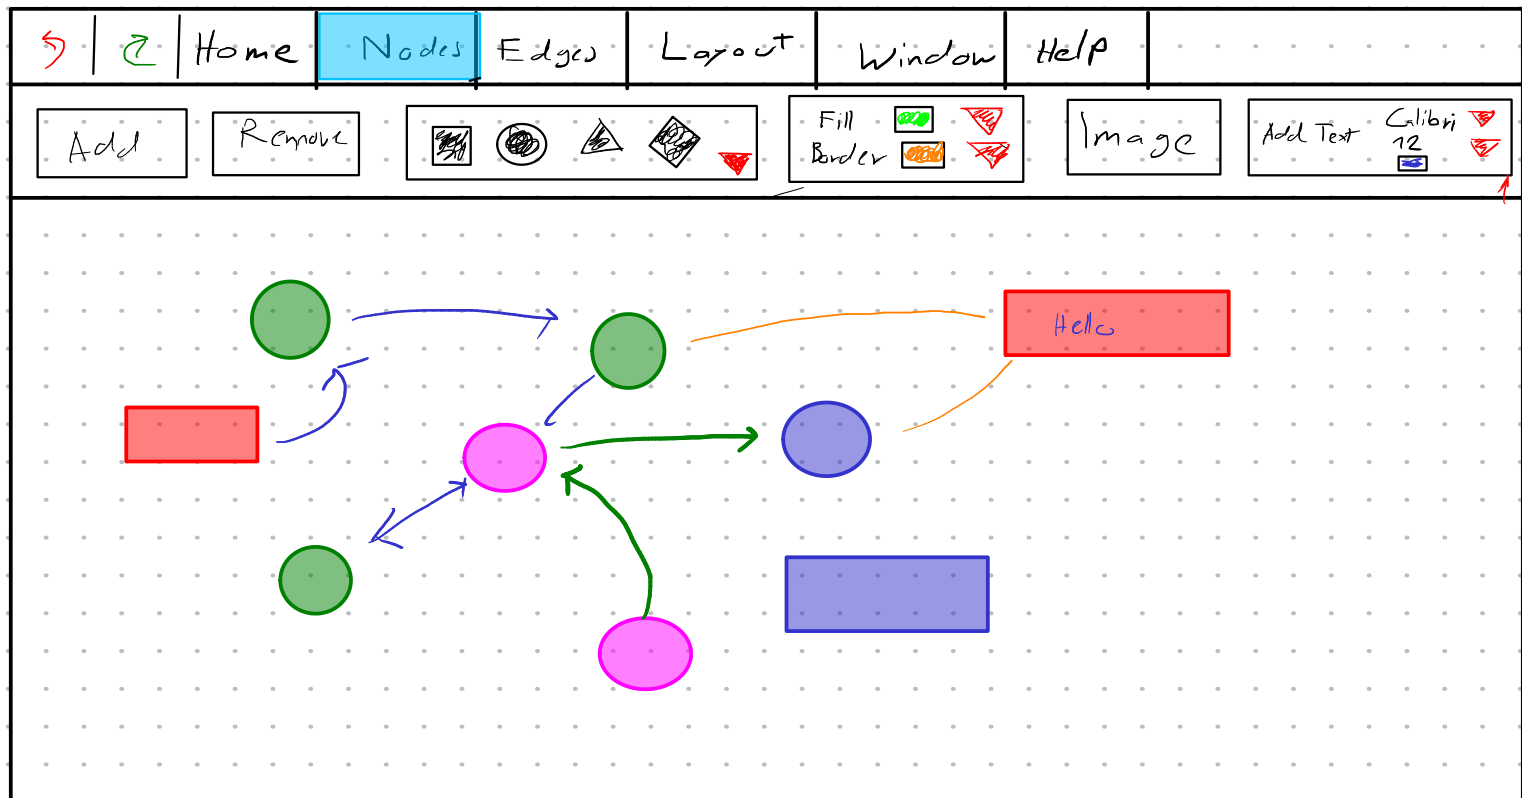 Home Nodes Edges Layout Window Help
Add Remove Fill Border Image Add Text Calibri 12
Hello